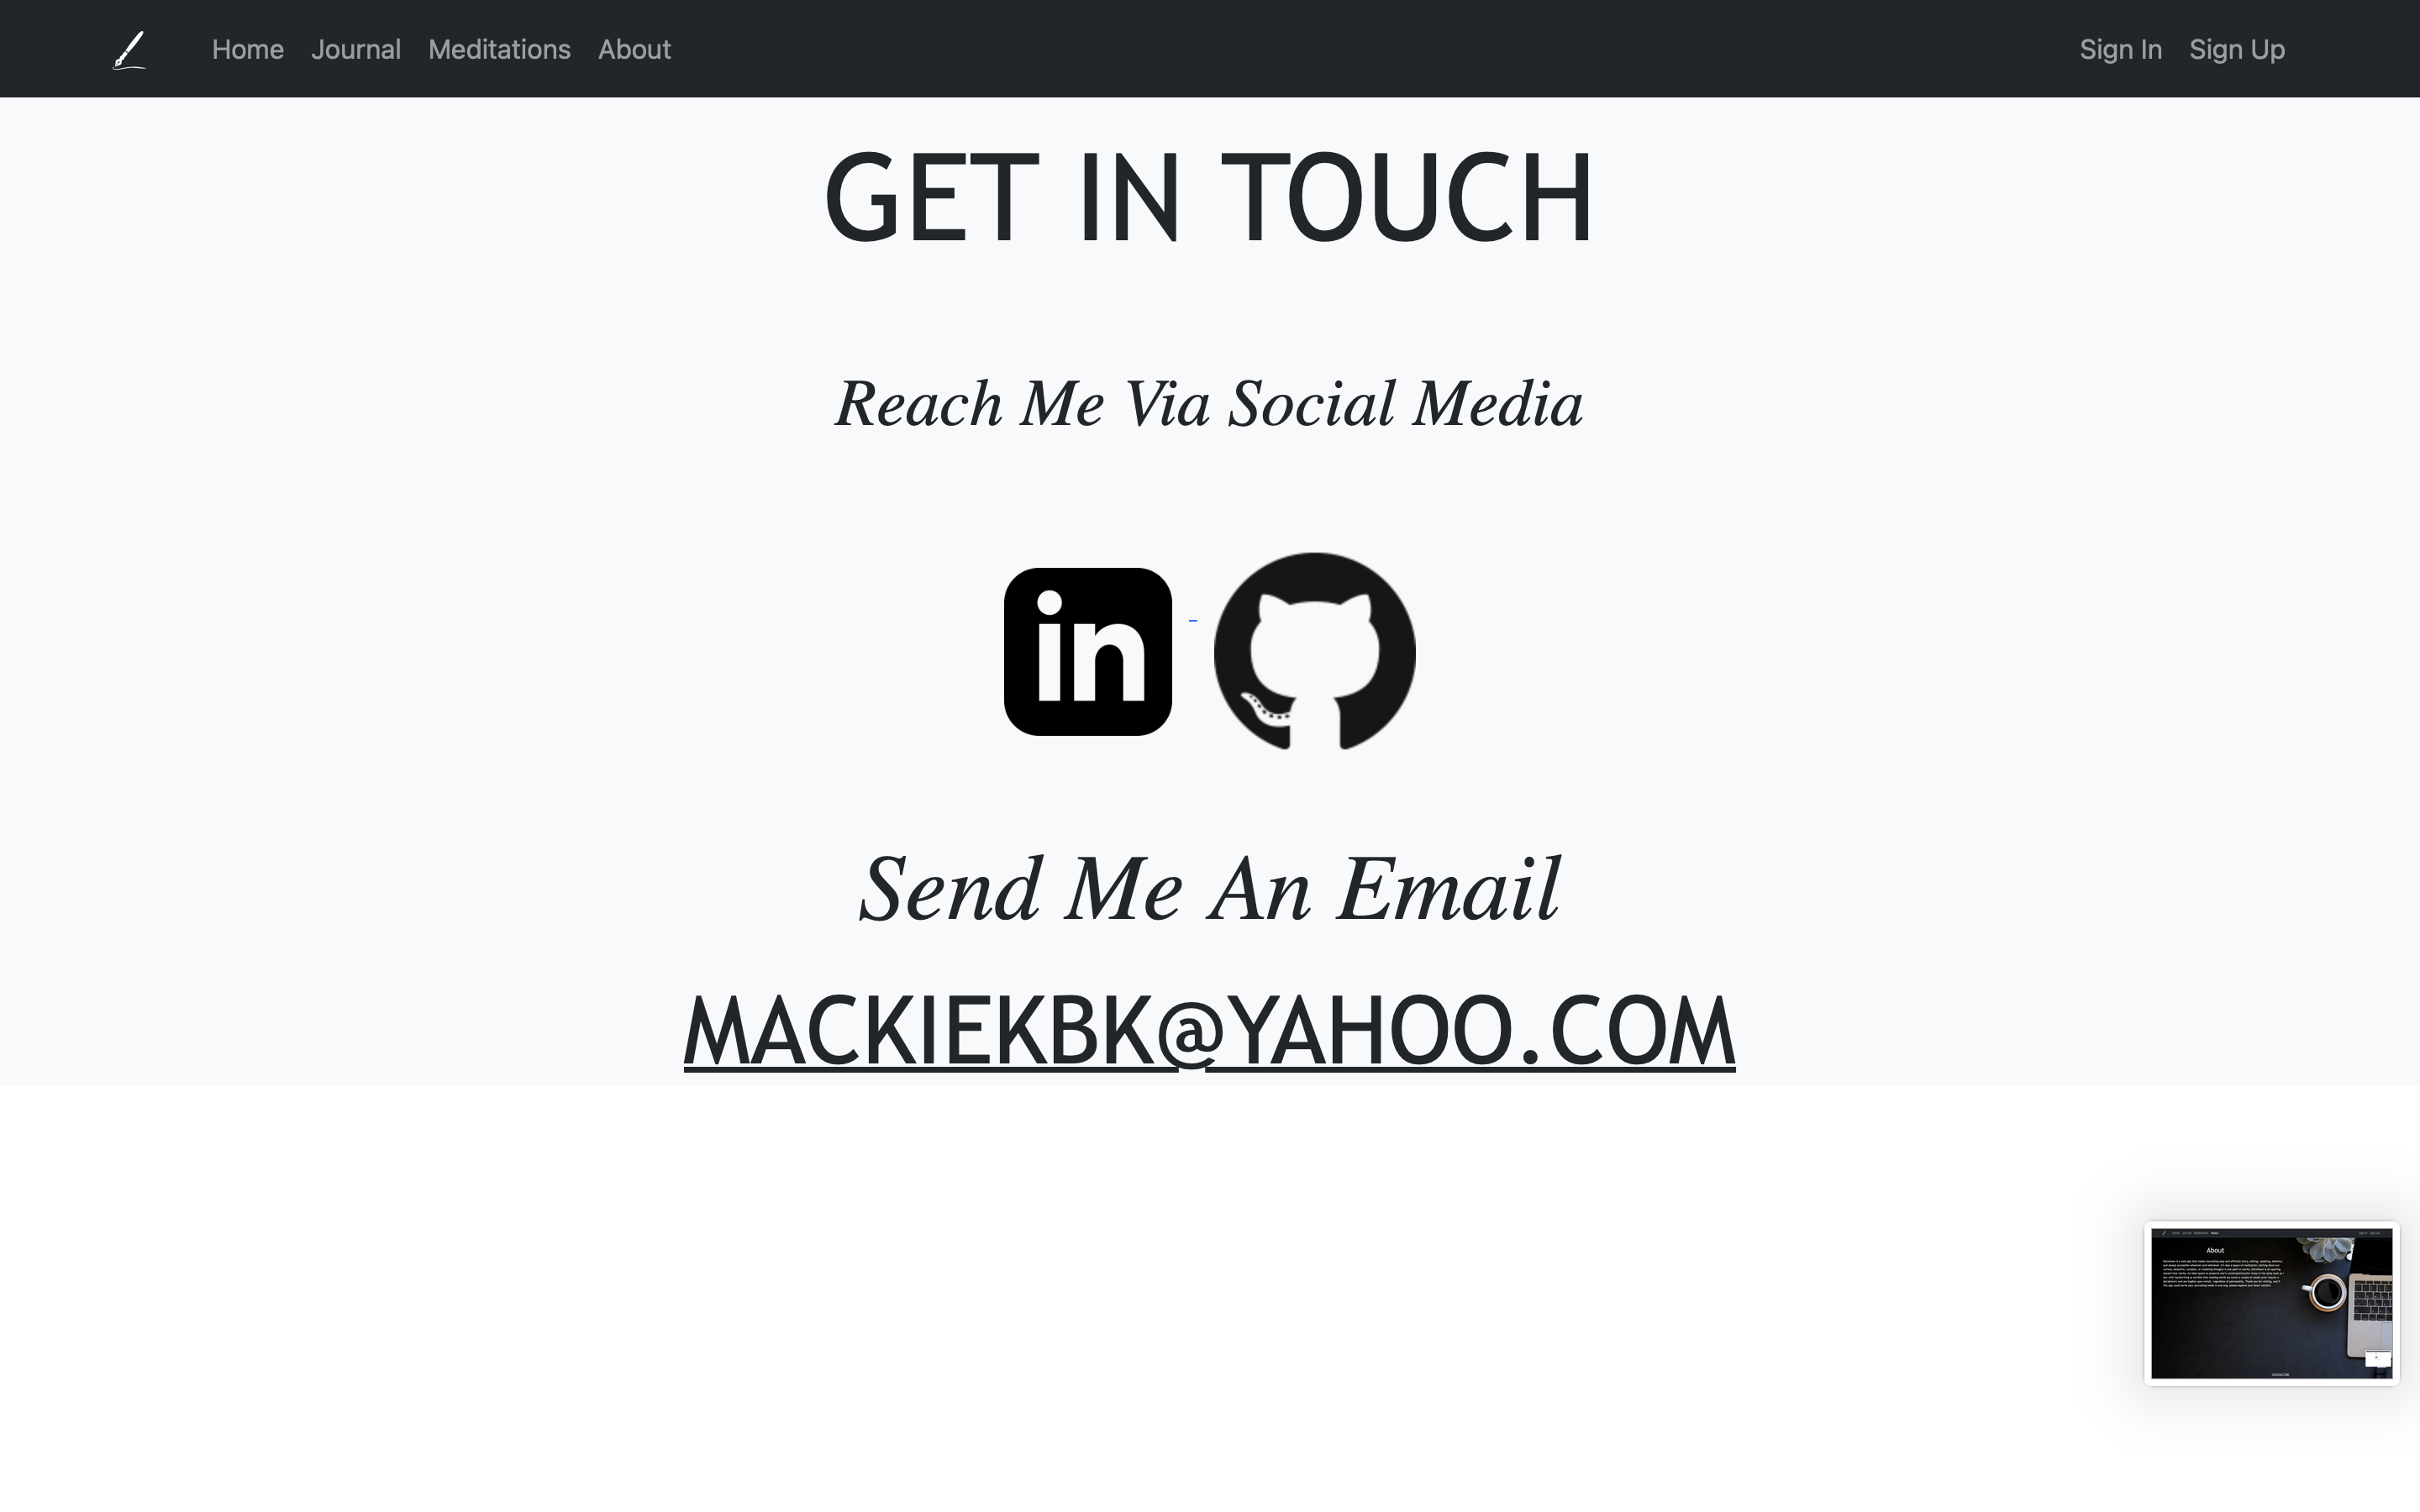 Home Journal Meditations About Sign In Sign Up
GET IN TOUCH
Reach Me Via Social Media
in
Send Me An Email
MACKIEKBK@YAHOO.COM
About